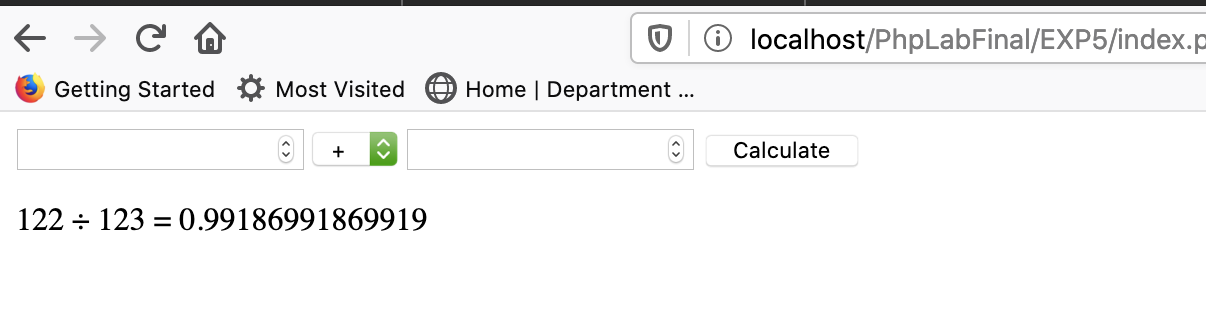 localhost/PhpLabFinal/EXP5/index.p
Getting Started Most Visited Home | Department ...
+ Calculate
122 ÷ 123 = 0.99186991869919